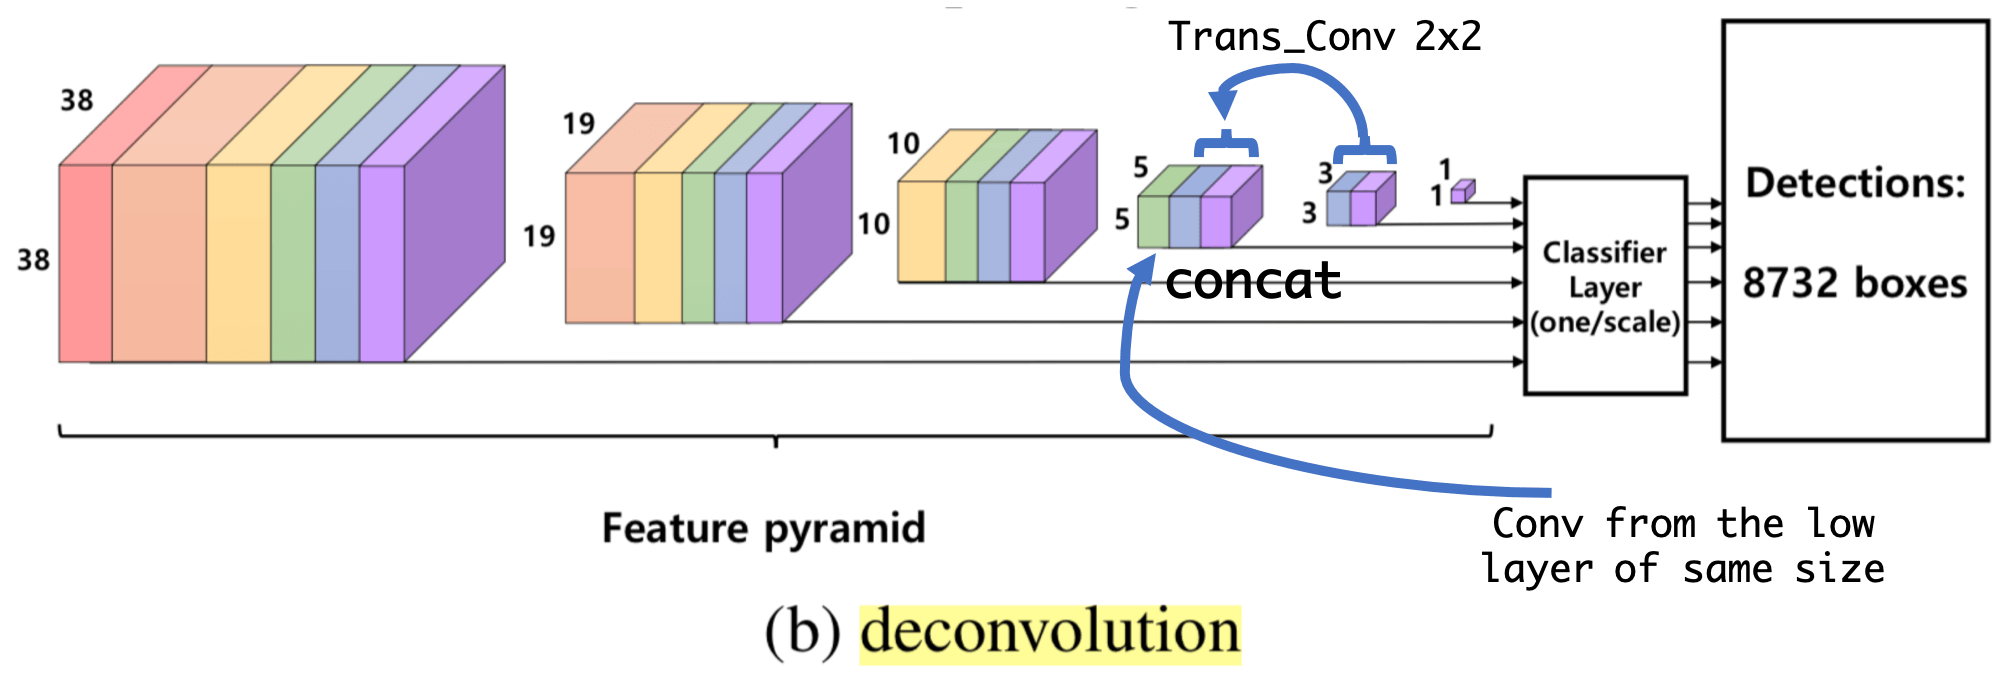 Trans_Conv 2x2
38
38
19
19
10
10
5
5
3
3
1
1
concat
Classifier
Layer
(one/scale)
Detections:
8732 boxes
Feature pyramid
Conv from the low
layer of same size
(b) deconvolution